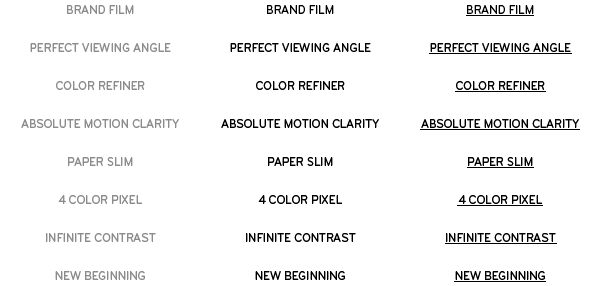 BRAND FILM BRAND FILM BRAND FILM
PERFECT VIEWING ANGLE PERFECT VIEWING ANGLE PERFECT VIEWING ANGLE
COLOR REFINER COLOR REFINER COLOR REFINER
ABSOLUTE MOTION CLARITY ABSOLUTE MOTION CLARITY ABSOLUTE MOTION CLARITY
PAPER SLIM PAPER SLIM PAPER SLIM
4 COLOR PIXEL 4 COLOR PIXEL 4 COLOR PIXEL
INFINITE CONTRAST INFINITE CONTRAST INFINITE CONTRAST
NEW BEGINNING NEW BEGINNING NEW BEGINNING